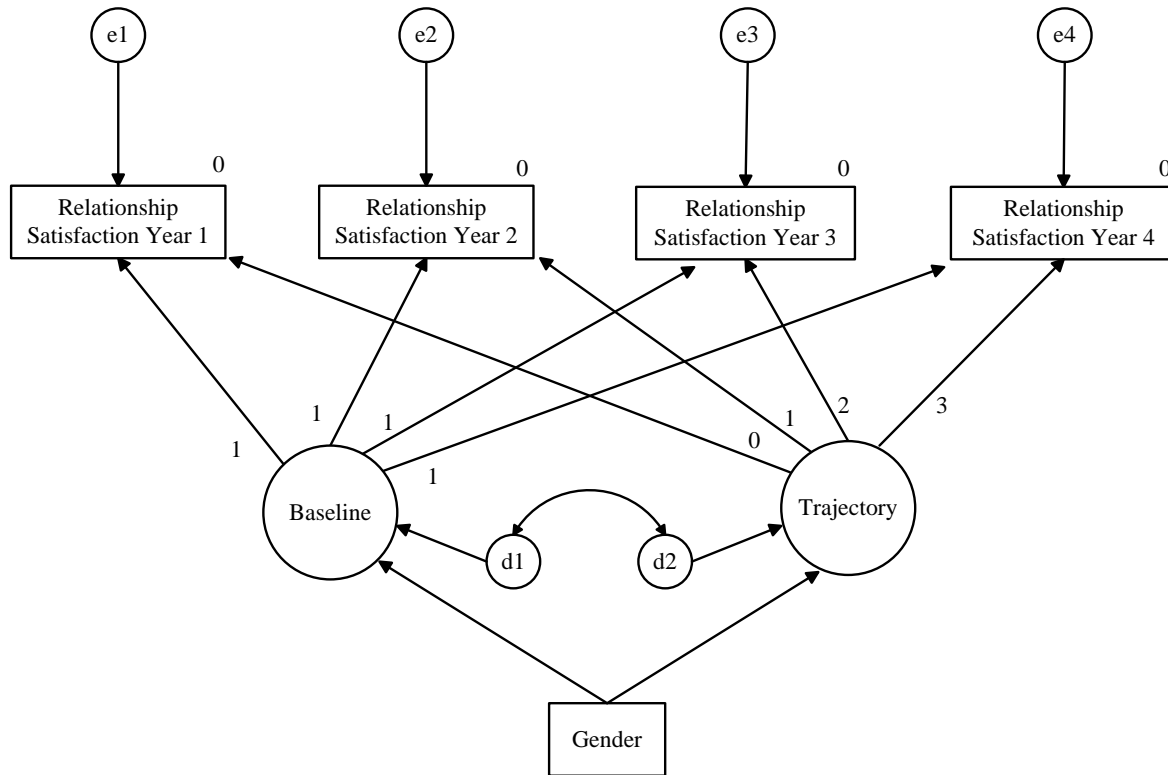 e1
e2
e3
e4
0
0
0
0
Relationship
Satisfaction Year 1
Relationship
Satisfaction Year 2
Relationship
Satisfaction Year 3
Relationship
Satisfaction Year 4
1
1
1
1
0
1
2
3
Baseline
Trajectory
d1
d2
Gender